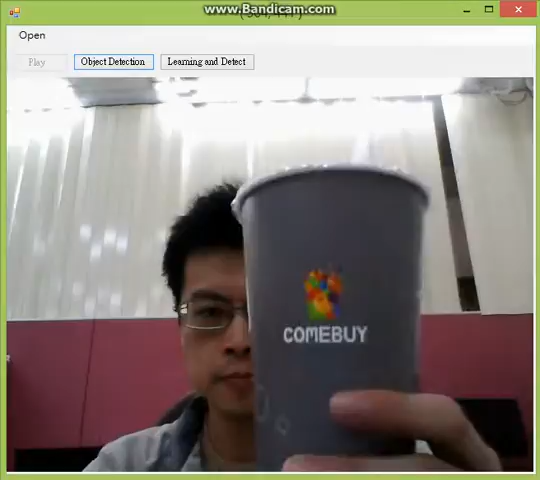 www.Bandicam.com
Open
Play
Object Detection
Learning and Detect
COMEBUY